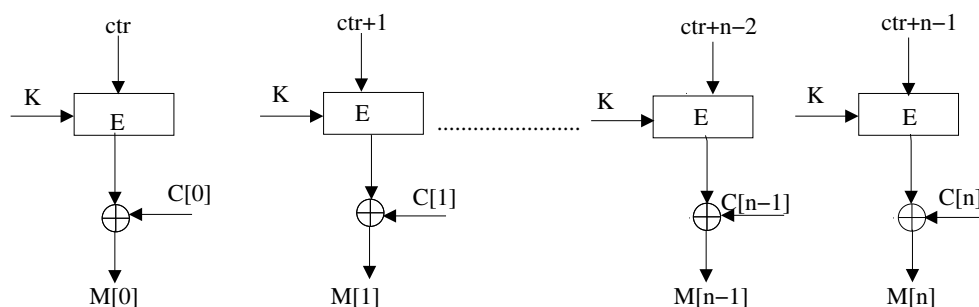 ctr ctr+1 ctr+n−2 ctr+n−1
K K K K
E E E E
C[0] C[1] C[n−1] C[n]
M[0] M[1] M[n−1] M[n]